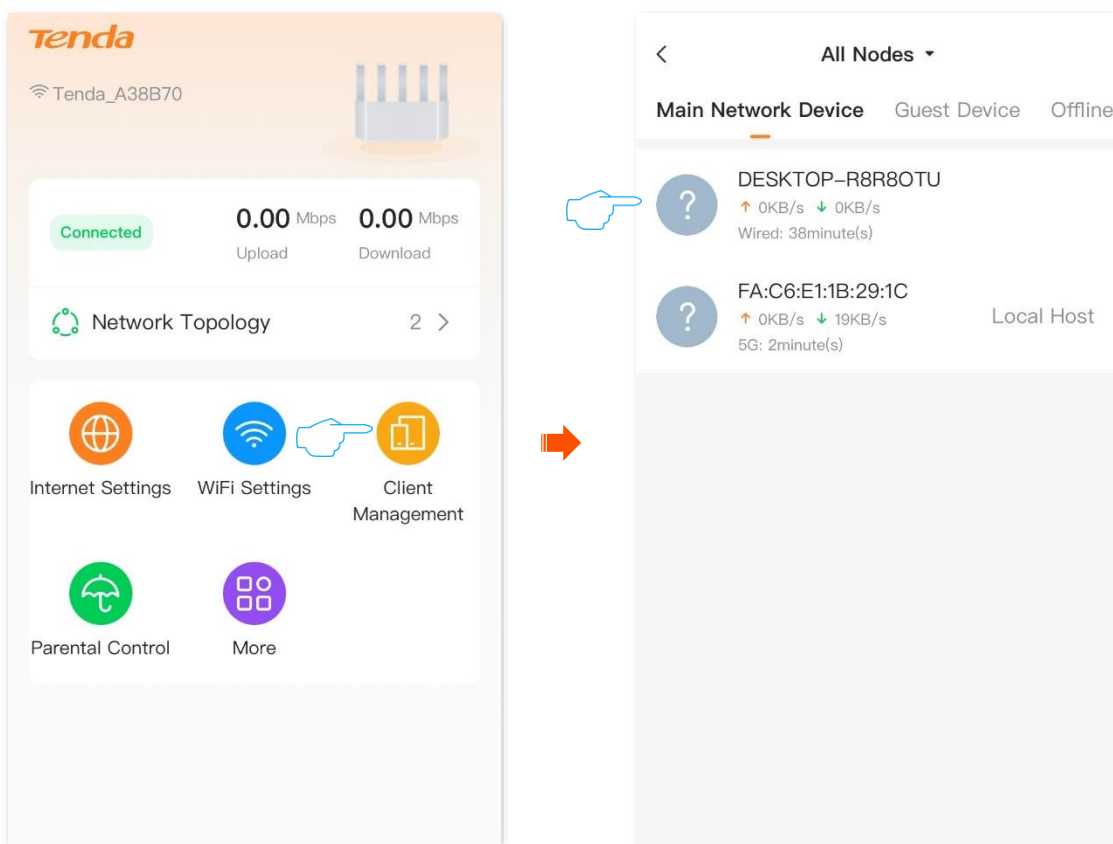 Tenda
Tenda_A38B70
Connected
0.00 Mbps 0.00 Mbps
Upload Download
Network Topology 2
Internet Settings WiFi Settings Client
Management
Parental Control More
All Nodes
Main Network Device Guest Device Offline
DESKTOP-R8R8OTU
↑ 0KB/s ↓ 0KB/s
Wired: 38minute(s)
FA:C6:E1:1B:29:1C
↑ 0KB/s ↓ 19KB/s
Local Host
5G: 2minute(s)